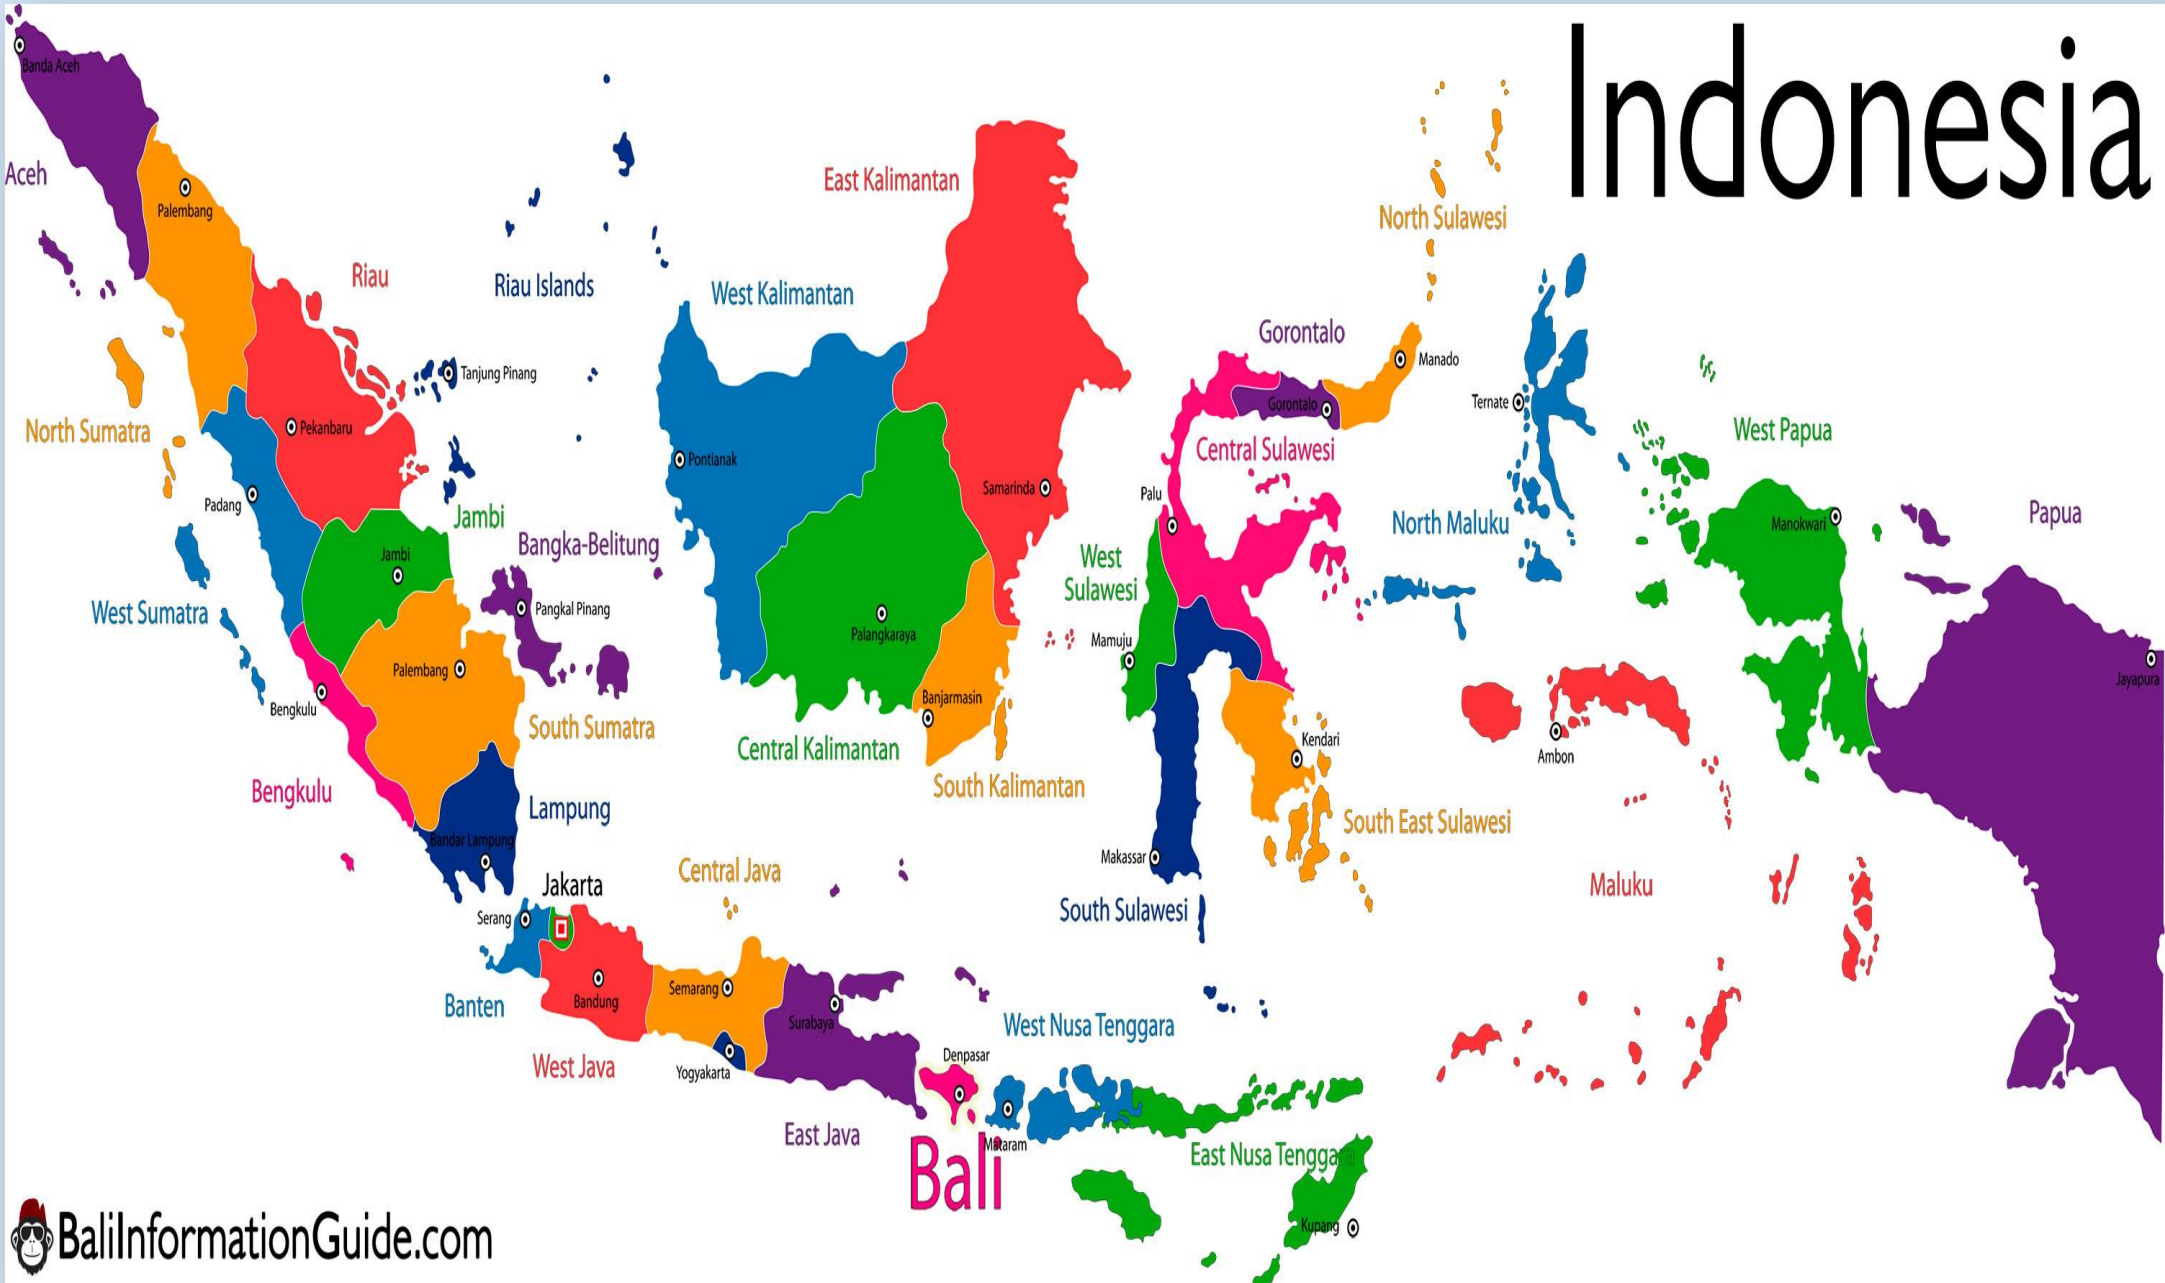 Indonesia
Banda Aceh
Aceh
Palembang
North Sumatra
Riau
Pekanbaru
Riau Islands
Tanjung Pinang
Padang
West Sumatra
Jambi
Jambi
Bangka-Belitung
Pangkal Pinang
Palembang
South Sumatra
Bengkulu
Bengkulu
Lampung
Bandar Lampung
Jakarta
Serang
Banten
Bandung
West Java
Central Java
Semarang
Yogyakarta
Surabaya
East Java
Denpasar
Bali
Mataram
West Nusa Tenggara
East Nusa Tenggara
Kupang
West Kalimantan
Pontianak
East Kalimantan
Samarinda
Central Kalimantan
Palangkaraya
South Kalimantan
Banjarmasin
North Sulawesi
Manado
Gorontalo
Gorontalo
Central Sulawesi
Palu
West
Sulawesi
Mamuju
South Sulawesi
Makassar
South East Sulawesi
Kendari
North Maluku
Ternate
Maluku
Ambon
West Papua
Manokwari
Papua
Jayapura
BaliInformationGuide.com